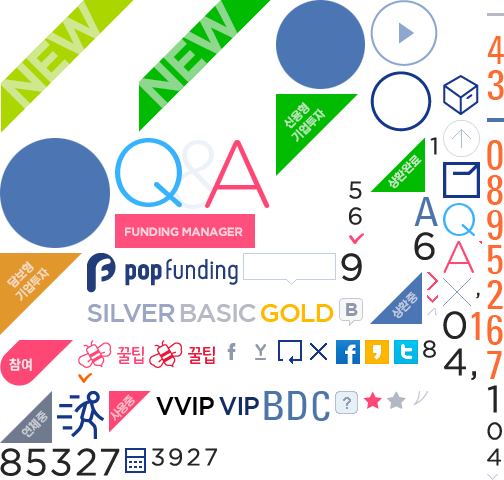 NEW
NEW
신용형
기업투자
4
3
Q&A
1
상환완료
0
8
9
5
2
16
7
FUNDING MANAGER
5
6
A
6
Q
A
담보형
기업투자
popfunding
9
상환중
,
SILVER BASIC GOLD
B
0
4,
참여
꿀팁
꿀팁
f
Y
f
8
연체중
사용중
VVIP VIP BDC
?
1
0
4
85327
3927